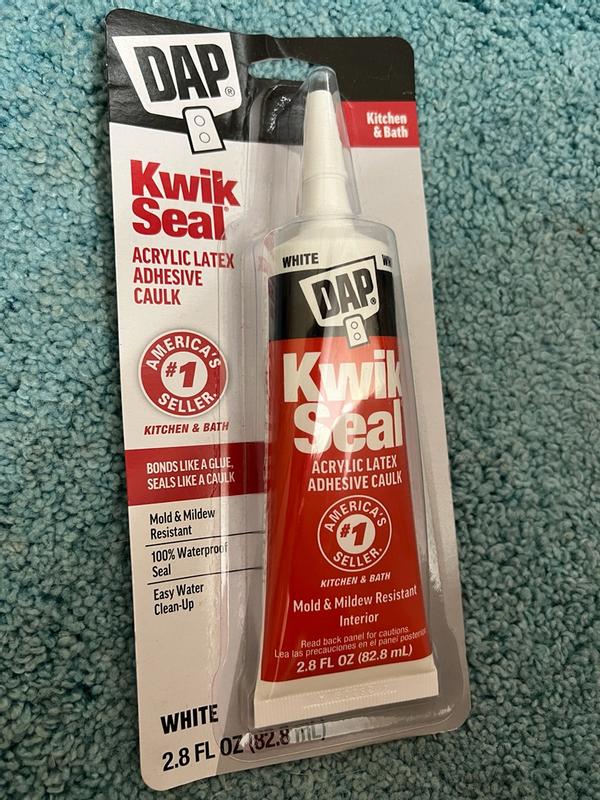 DAP®
Kitchen
& Bath
Kwik
Seal®
ACRYLIC LATEX
ADHESIVE
CAULK
AMERICA'S
#1
SELLER.
KITCHEN & BATH
BONDS LIKE A GLUE,
SEALS LIKE A CAULK
Mold & Mildew
Resistant
100% Waterproof
Seal
Easy Water
Clean-Up
WHITE
2.8 FL OZ (82.8 mL)
WHITE
WH
DAP®
Kwik
Seal
ACRYLIC LATEX
ADHESIVE CAULK
AMERICA'S
#1
SELLER.
KITCHEN & BATH
Mold & Mildew Resistant
Interior
Read back panel for cautions.
Lea las precauciones en el panel posterior
2.8 FL OZ (82.8 mL)